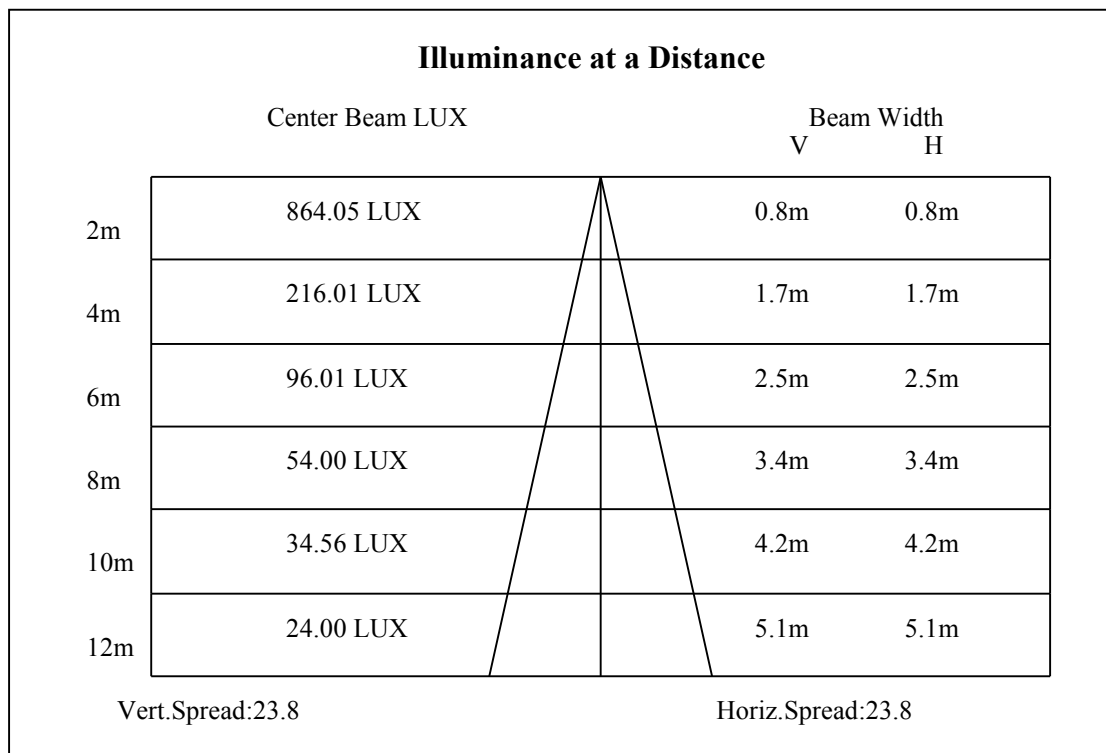 Illuminance at a Distance
Center Beam LUX Beam Width
V H
2m 864.05 LUX 0.8m 0.8m
4m 216.01 LUX 1.7m 1.7m
6m 96.01 LUX 2.5m 2.5m
8m 54.00 LUX 3.4m 3.4m
10m 34.56 LUX 4.2m 4.2m
12m 24.00 LUX 5.1m 5.1m
Vert.Spread:23.8 Horiz.Spread:23.8